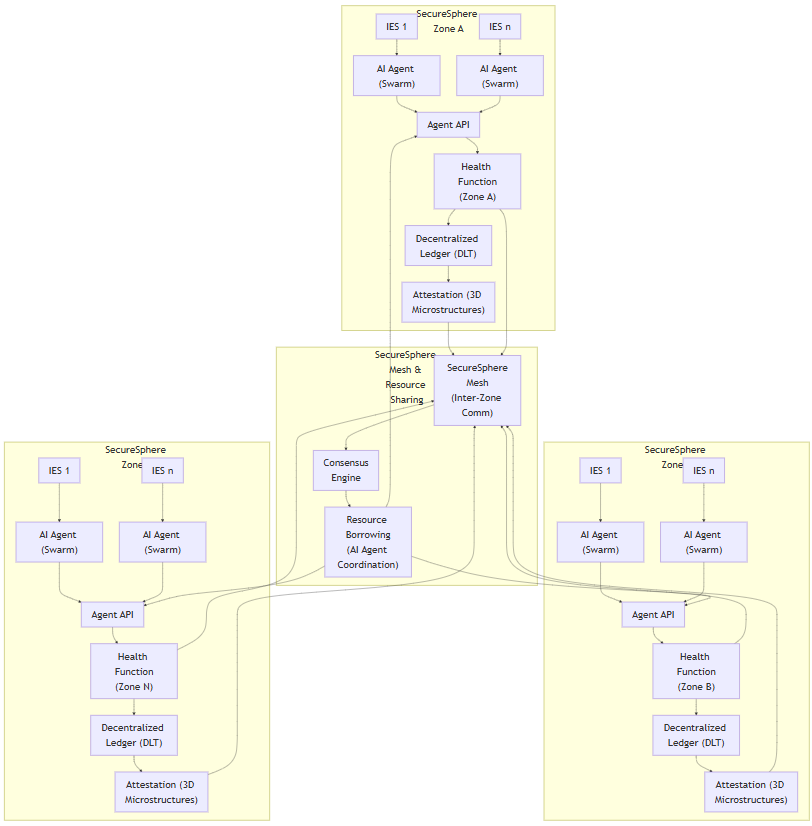 SecureSphere
Zone A
IES 1
IES n
AI Agent
(Swarm)
AI Agent
(Swarm)
Agent API
Health
Function
(Zone A)
Decentralized
Ledger (DLT)
Attestation (3D
Microstructures)
SecureSphere
Mesh &
Resource
Sharing
SecureSphere
Mesh
(Inter-Zone
Comm)
Consensus
Engine
Resource
Borrowing
(AI Agent
Coordination)
SecureSphere
Zone
IES 1
IES n
AI Agent
(Swarm)
AI Agent
(Swarm)
Agent API
Health
Function
(Zone N)
Decentralized
Ledger (DLT)
Attestation (3D
Microstructures)
SecureSphere
Zone
IES 1
IES n
AI Agent
(Swarm)
AI Agent
(Swarm)
Agent API
Health
Function
(Zone B)
Decentralized
Ledger (DLT)
Attestation (3D
Microstructures)